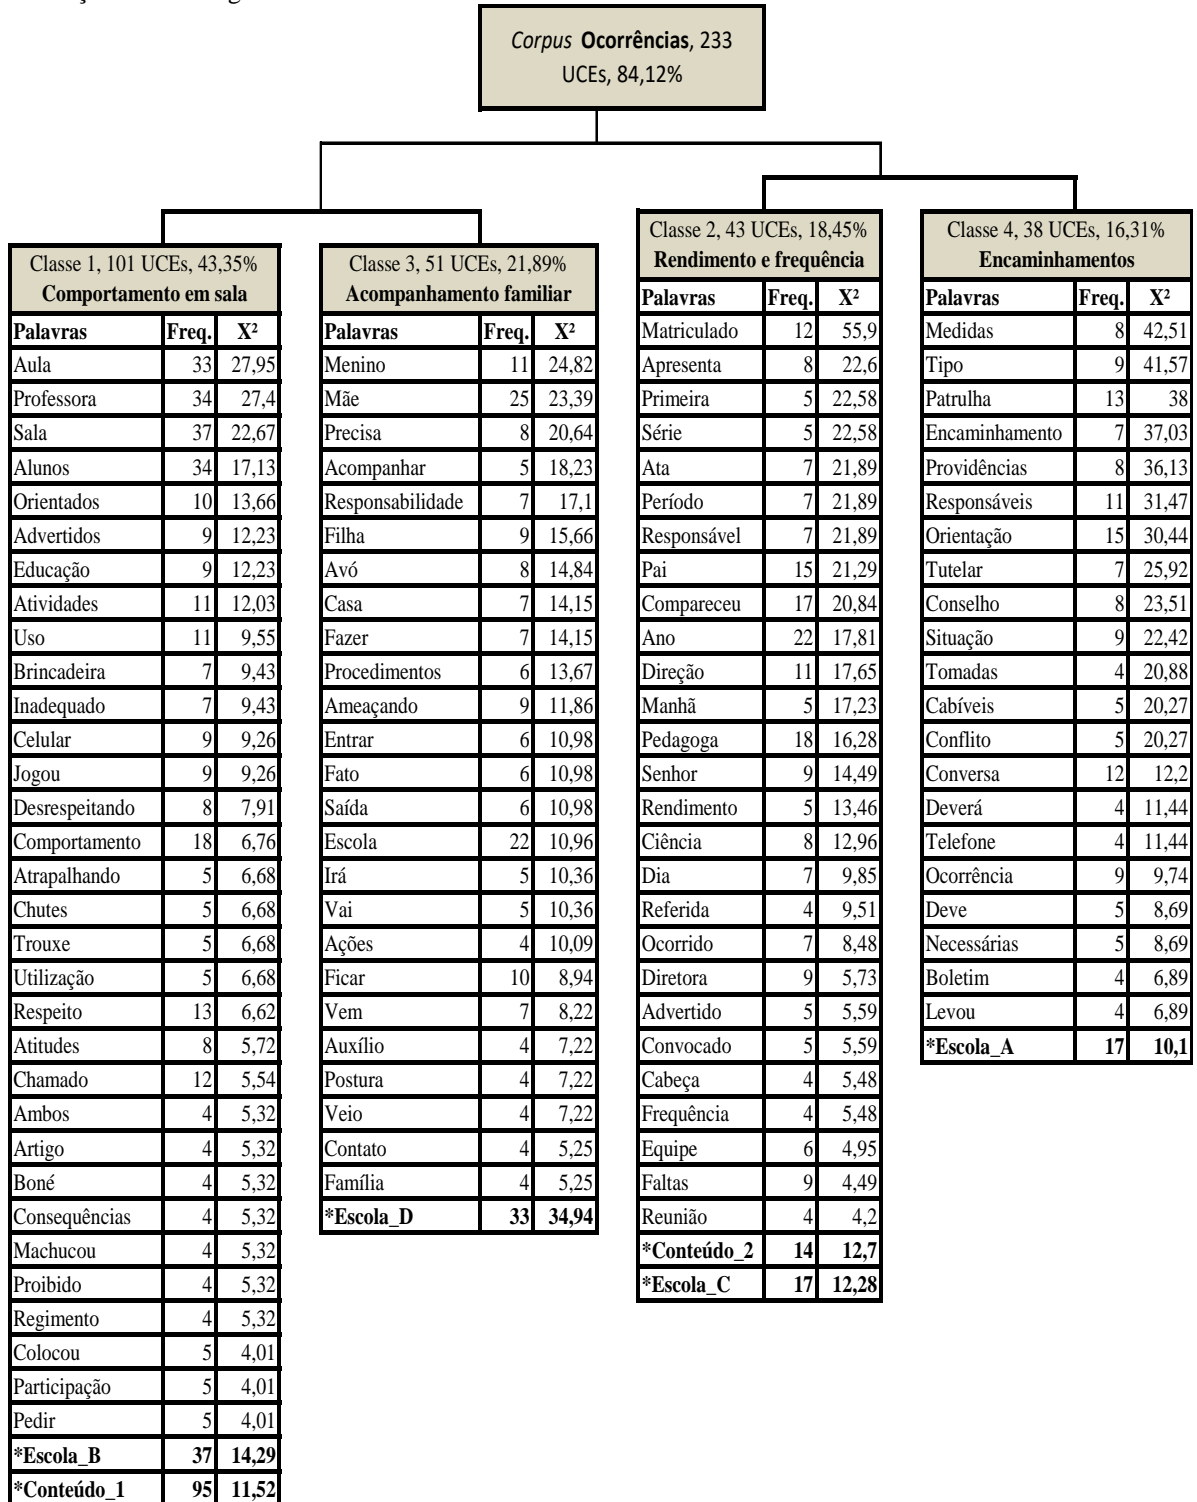 Corpus Ocorrências, 233
UCEs, 84,12%
Classe 1, 101 UCEs, 43,35%
Comportamento em sala
Palavras Freq. X²
Aula 33 27,95
Professora 34 27,4
Sala 37 22,67
Alunos 34 17,13
Orientados 10 13,66
Advertidos 9 12,23
Educação 9 12,23
Atividades 11 12,03
Uso 11 9,55
Brincadeira 7 9,43
Inadequado 7 9,43
Celular 9 9,26
Jogou 9 9,26
Desrespeitando 8 7,91
Comportamento 18 6,76
Atrapalhando 5 6,68
Chutes 5 6,68
Trouxe 5 6,68
Utilização 5 6,68
Respeito 13 6,62
Atitudes 8 5,72
Chamado 12 5,54
Ambos 4 5,32
Artigo 4 5,32
Boné 4 5,32
Consequências 4 5,32
Machucou 4 5,32
Proibido 4 5,32
Regimento 4 5,32
Colocou 5 4,01
Participação 5 4,01
Pedir 5 4,01
*Escola_B 37 14,29
*Conteúdo_1 95 11,52
Classe 3, 51 UCEs, 21,89%
Acompanhamento familiar
Palavras Freq. X²
Menino 11 24,82
Mãe 25 23,39
Precisa 8 20,64
Acompanhar 5 18,23
Responsabilidade 7 17,1
Filha 9 15,66
Avó 8 14,84
Casa 7 14,15
Fazer 7 14,15
Procedimentos 6 13,67
Ameaçando 9 11,86
Entrar 6 10,98
Fato 6 10,98
Saída 6 10,98
Escola 22 10,96
Irá 5 10,36
Vai 5 10,36
Ações 4 10,09
Ficar 10 8,94
Vem 7 8,22
Auxílio 4 7,22
Postura 4 7,22
Veio 4 7,22
Contato 4 5,25
Família 4 5,25
*Escola_D 33 34,94
Classe 2, 43 UCEs, 18,45%
Rendimento e frequência
Palavras Freq. X²
Matriculado 12 55,9
Apresenta 8 22,6
Primeira 5 22,58
Série 5 22,58
Ata 7 21,89
Período 7 21,89
Responsável 7 21,89
Pai 15 21,29
Compareceu 17 20,84
Ano 22 17,81
Direção 11 17,65
Manhã 5 17,23
Pedagoga 18 16,28
Senhor 9 14,49
Rendimento 5 13,46
Ciência 8 12,96
Dia 7 9,85
Referida 4 9,51
Ocorrido 7 8,48
Diretora 9 5,73
Advertido 5 5,59
Convocado 5 5,59
Cabeça 4 5,48
Frequência 4 5,48
Equipe 6 4,95
Faltas 9 4,49
Reunião 4 4,2
*Conteúdo_2 14 12,7
*Escola_C 17 12,28
Classe 4, 38 UCEs, 16,31%
Encaminhamentos
Palavras Freq. X²
Medidas 8 42,51
Tipo 9 41,57
Patrulha 13 38
Encaminhamento 7 37,03
Providências 8 36,13
Responsáveis 11 31,47
Orientação 15 30,44
Tutelar 7 25,92
Conselho 8 23,51
Situação 9 22,42
Tomadas 4 20,88
Cabíveis 5 20,27
Conflito 5 20,27
Conversa 12 12,2
Deverá 4 11,44
Telefone 4 11,44
Ocorrência 9 9,74
Deve 5 8,69
Necessárias 5 8,69
Boletim 4 6,89
Levou 4 6,89
*Escola_A 17 10,1